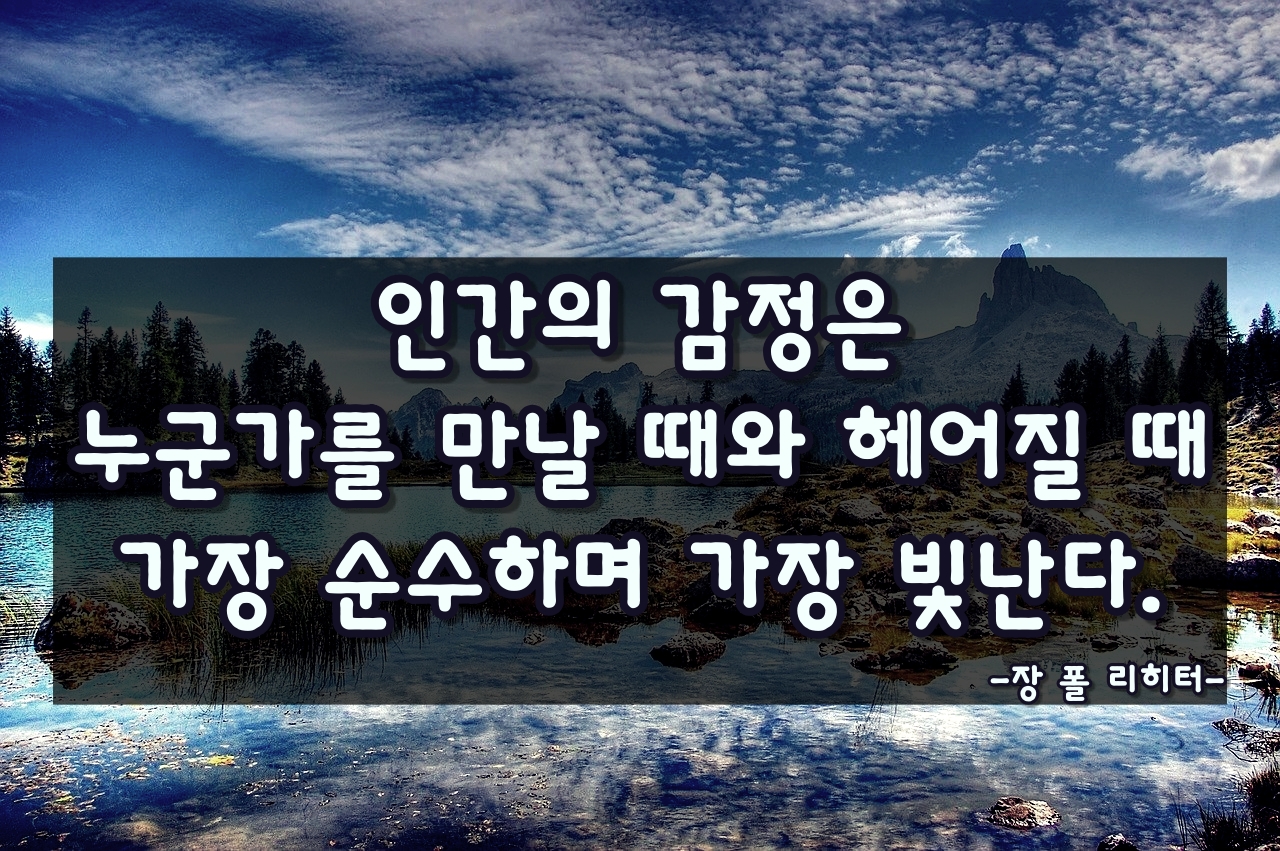 인간의 감정은
누군가를 만날 때와 헤어질 때
가장 순수하며 가장 빛난다.
-장 폴 리히터-